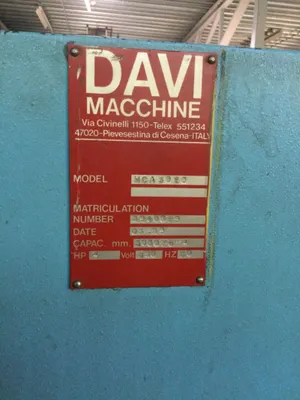 DAVI
MACCHINE
Via Civinelli 1150-Telex 551234
47020-Pievesestina di Cesena-ITALY
MODEL
MATRICULATION
NUMBER
DATE
CAPAC. mm.
HP Volt HZ